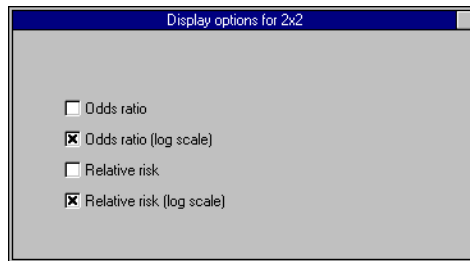 Display options for 2x2
Odds ratio
Odds ratio (log scale)
Relative risk
Relative risk (log scale)